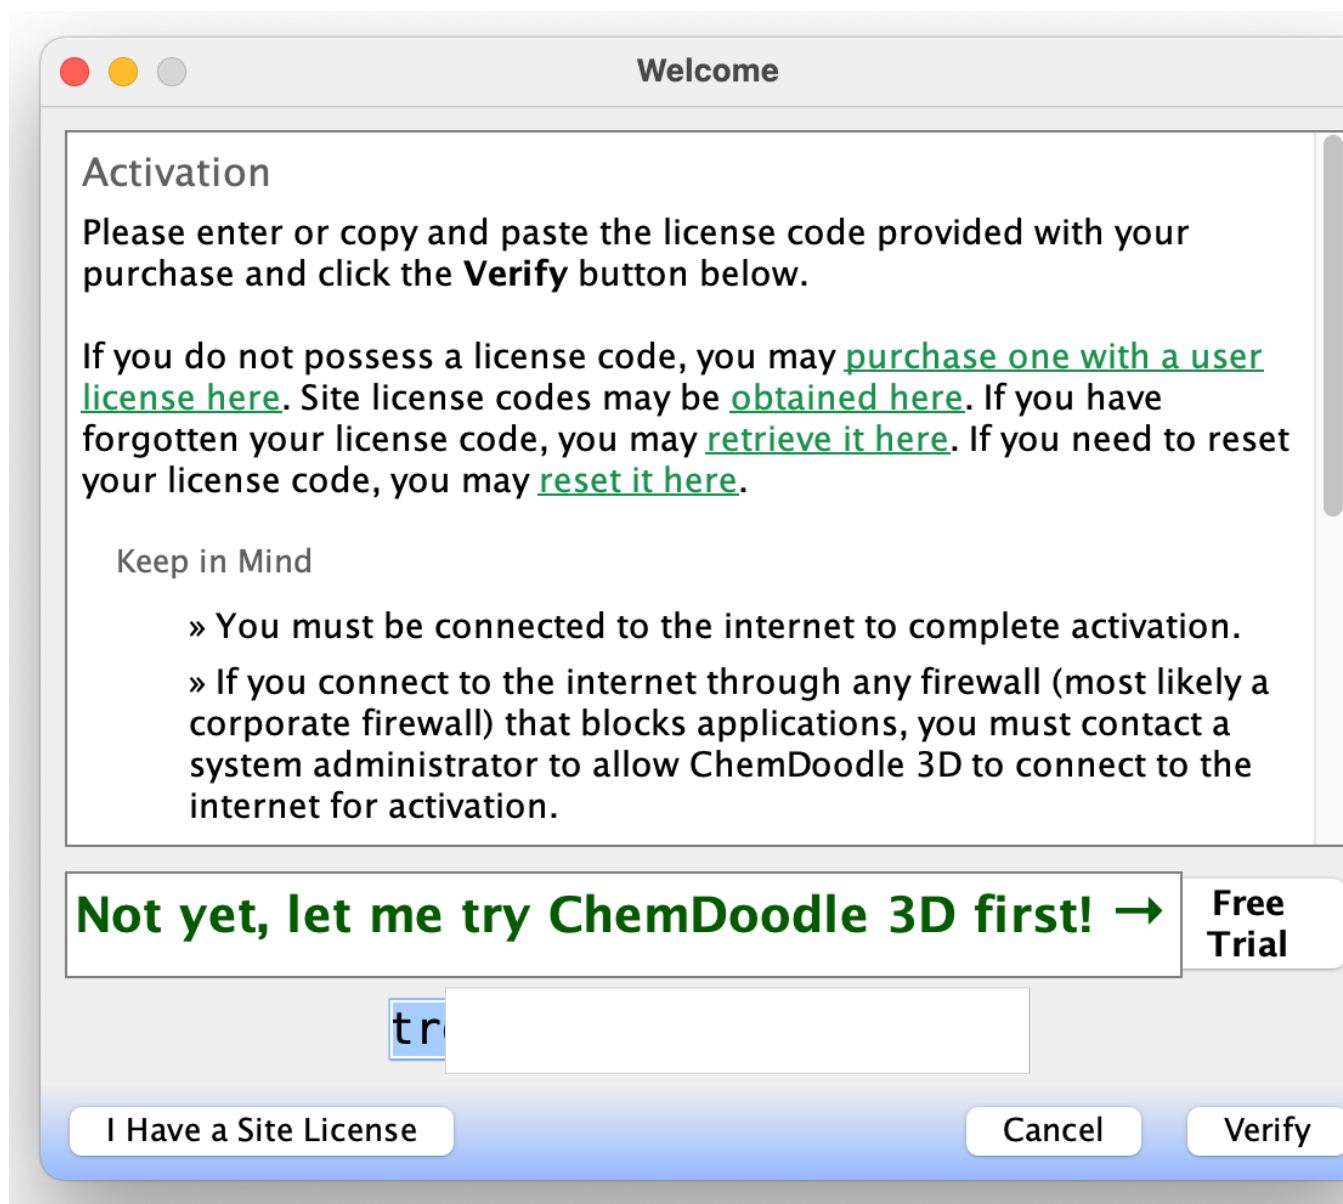 Welcome
Activation
Please enter or copy and paste the license code provided with your
purchase and click the Verify button below.
If you do not possess a license code, you may purchase one with a user
license here. Site license codes may be obtained here. If you have
forgotten your license code, you may retrieve it here. If you need to reset
your license code, you may reset it here.
Keep in Mind
» You must be connected to the internet to complete activation.
» If you connect to the internet through any firewall (most likely a
corporate firewall) that blocks applications, you must contact a
system administrator to allow ChemDoodle 3D to connect to the
internet for activation.
Not yet, let me try ChemDoodle 3D first! →
Free
Trial
I Have a Site License
Cancel
Verify